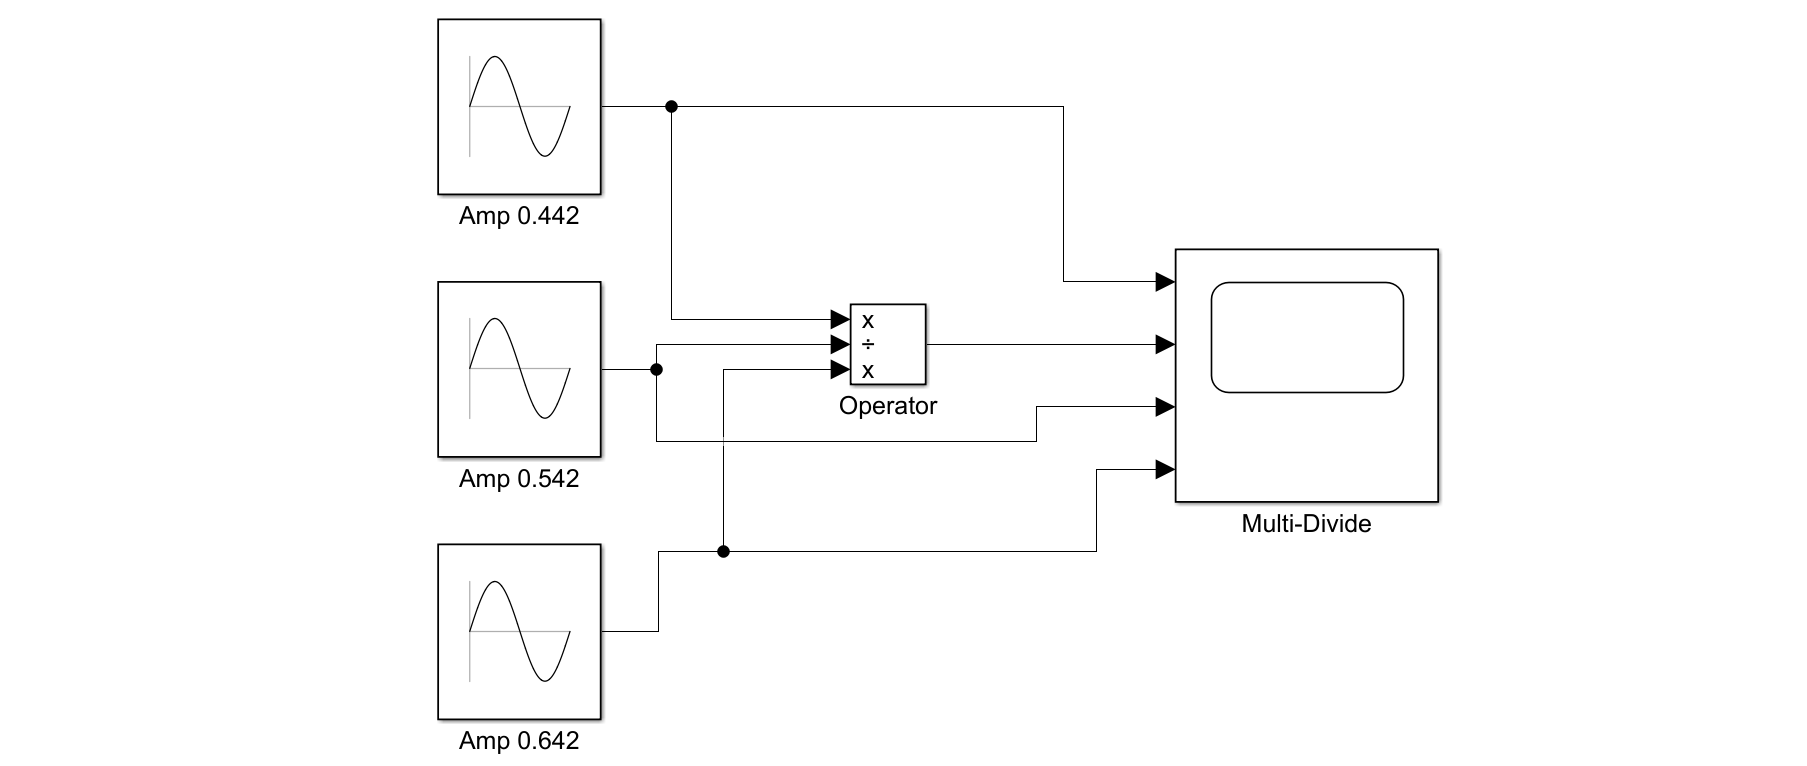 Amp 0.442
x
÷
x
Operator
Amp 0.542
Multi-Divide
Amp 0.642